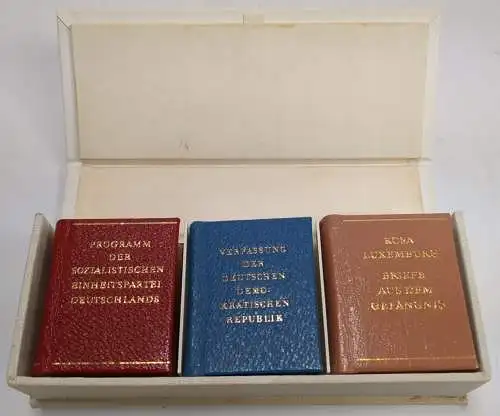 PROGRAMM
DER
SOZIALISTISCHEN
EINHEITSPARTEI
DEUTSCHLANDS
VERFASSUNG
DER
DEUTSCHEN
DEMO-
KRATISCHEN
REPUBLIK
ROSA
LUXEMBURG
BRIEFE
AUS DEM
GEFÄNGNIS